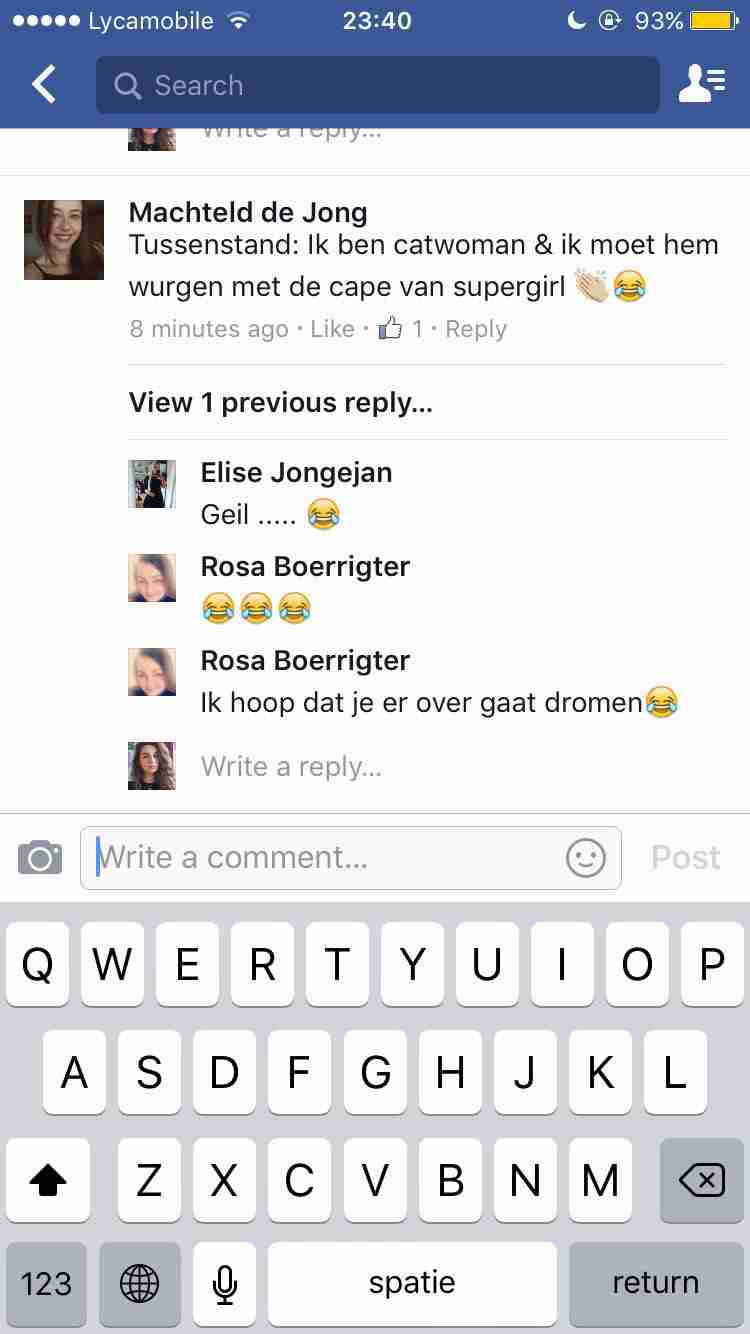 Lycamobile 23:40 93%
Search
Write a reply...
Machteld de Jong
Tussenstand: Ik ben catwoman & ik moet hem
wurgen met de cape van supergirl 👏🏼😂
8 minutes ago · Like · 👍 1 · Reply
View 1 previous reply...
Elise Jongejan
Geil ..... 😂
Rosa Boerrigter
😂😂😂
Rosa Boerrigter
Ik hoop dat je er over gaat dromen😂
Write a reply...
Write a comment... Post
Q W E R T Y U I O P
A S D F G H J K L
Z X C V B N M
123 spatie return